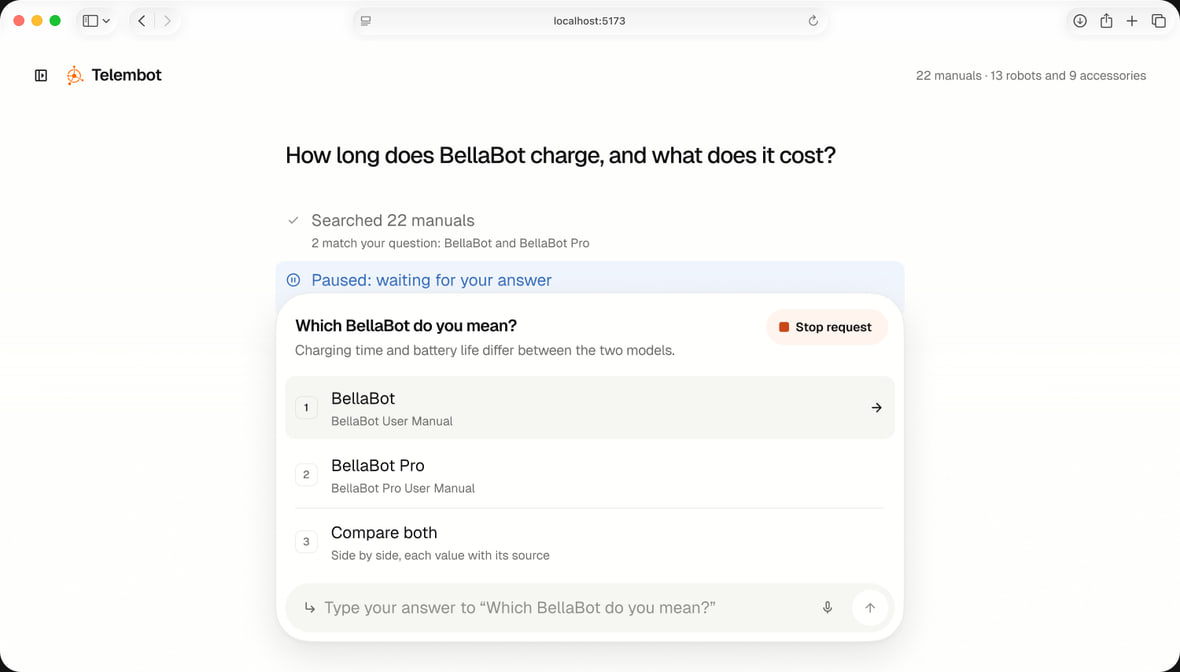 localhost:5173
Telembot
22 manuals · 13 robots and 9 accessories
How long does BellaBot charge, and what does it cost?
Searched 22 manuals
2 match your question: BellaBot and BellaBot Pro
Paused: waiting for your answer
Which BellaBot do you mean?
Stop request
Charging time and battery life differ between the two models.
1
BellaBot
BellaBot User Manual
2
BellaBot Pro
BellaBot Pro User Manual
3
Compare both
Side by side, each value with its source
Type your answer to “Which BellaBot do you mean?”